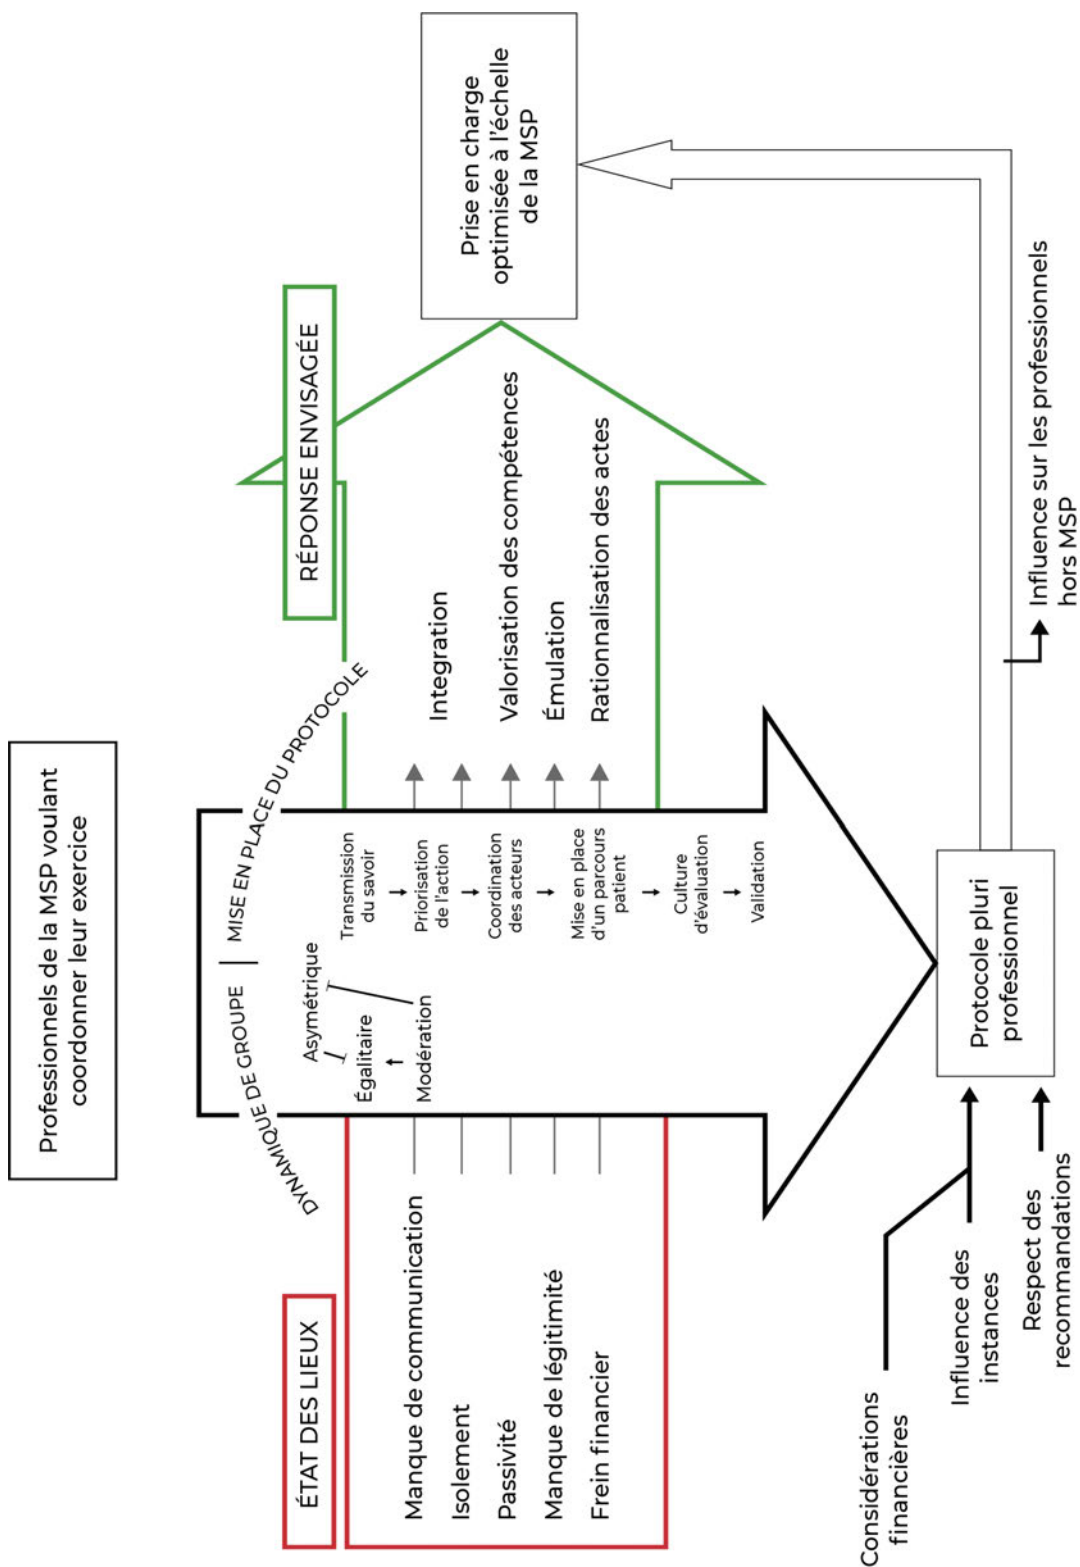 Professionnels de la MSP voulant
coordonner leur exercice
DYNAMIQUE DE GROUPE
MISE EN PLACE DU PROTOCOLE
ÉTAT DES LIEUX
Manque de communication
Isolement
Passivité
Manque de légitimité
Frein financier
Asymétrique
Égalitaire
Modération
Transmission
du savoir
Priorisation
de l'action
Coordination
des acteurs
Mise en place
d'un parcours
patient
Culture
d'évaluation
Validation
RÉPONSE ENVISAGÉE
Integration
Valorisation des compétences
Émulation
Rationnalisation des actes
Prise en charge
optimisée à l'échelle
de la MSP
Considérations
financières
Influence des
instances
Respect des
recommandations
Protocole pluri
professionnel
Influence sur les professionnels
hors MSP